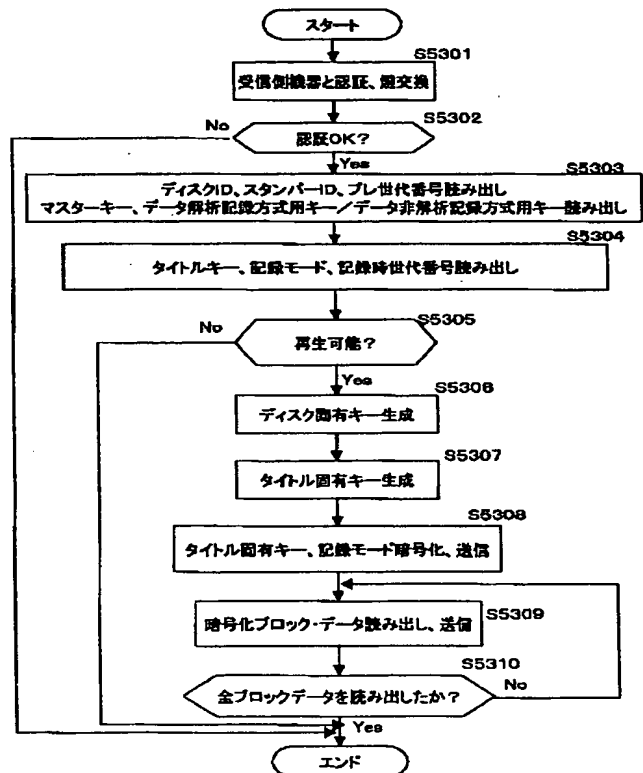 スタート
S5301
受信側機器と認証、鍵交換
S5302
No
認証OK?
Yes
S5303
ディスクID、スタンパーID、プレ世代番号読み出し
マスターキー、データ解析記録方式用キー/データ非解析記録方式用キー読み出し
S5304
タイトルキー、記録モード、記録時世代番号読み出し
S5305
No
再生可能?
Yes
S5306
ディスク固有キー生成
S5307
タイトル固有キー生成
S5308
タイトル固有キー、記録モード暗号化、送信
S5309
暗号化ブロック・データ読み出し、送信
S5310
全ブロックデータを読み出したか?
No
Yes
エンド